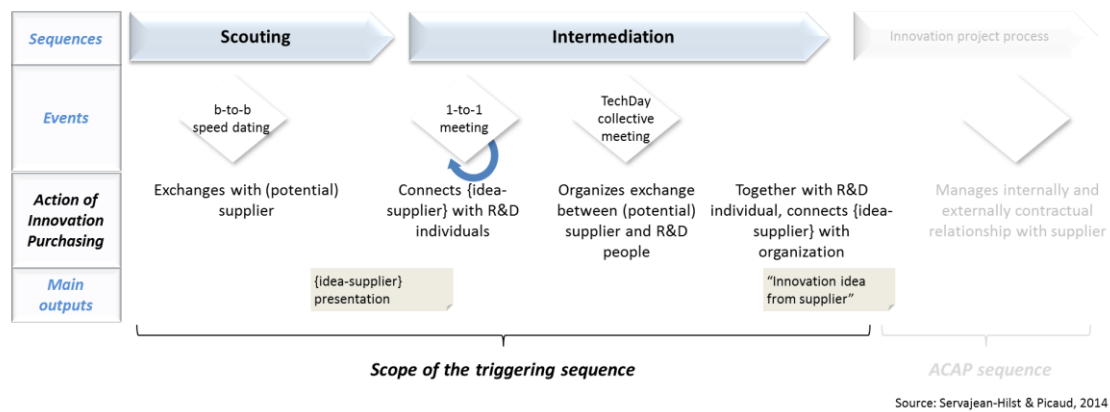 Sequences
Scouting
Intermediation
Innovation project process
Events
b-to-b
speed dating
1-to-1
meeting
TechDay
collective
meeting
Action of
Innovation
Purchasing
Exchanges with (potential)
supplier
Connects {idea-
supplier} with R&D
individuals
Organizes exchange
between (potential)
supplier and R&D
people
Together with R&D
individual, connects {idea-
supplier} with
organization
Manages internally and
externally contractual
relationship with supplier
Main
outputs
{idea-supplier}
presentation
“Innovation idea
from supplier”
Scope of the triggering sequence
ACAP sequence
Source: Servajean-Hilst & Picaud, 2014